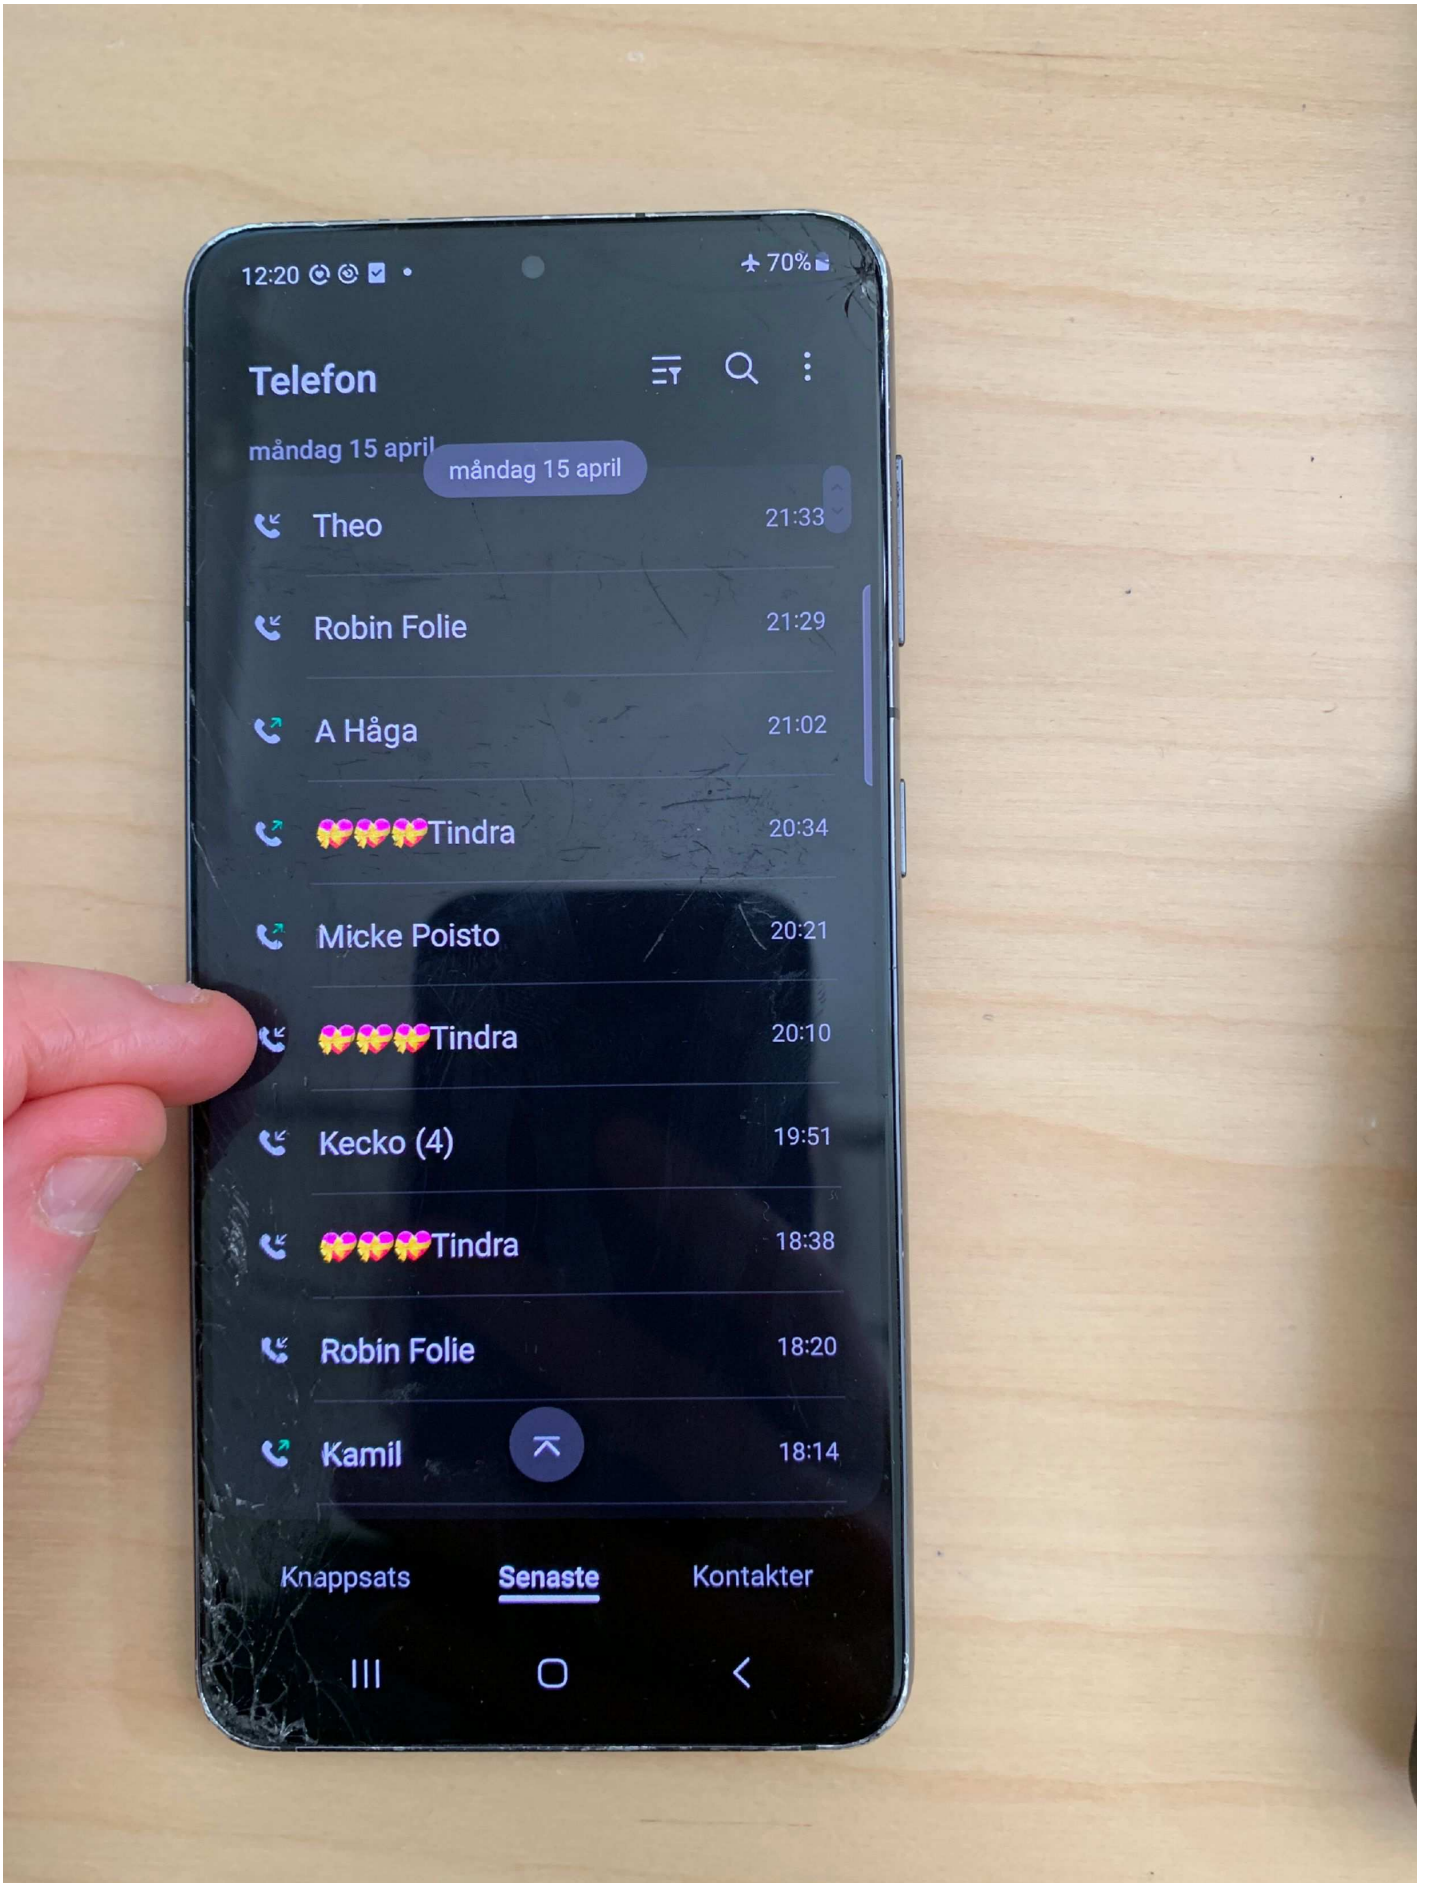 12:20
70%
Telefon
måndag 15 april
måndag 15 april
Theo 21:33
Robin Folie 21:29
A Håga 21:02
💝💝💝Tindra 20:34
Micke Poisto 20:21
💝💝💝Tindra 20:10
Kecko (4) 19:51
💝💝💝Tindra 18:38
Robin Folie 18:20
Kamil 18:14
Knappsats Senaste Kontakter